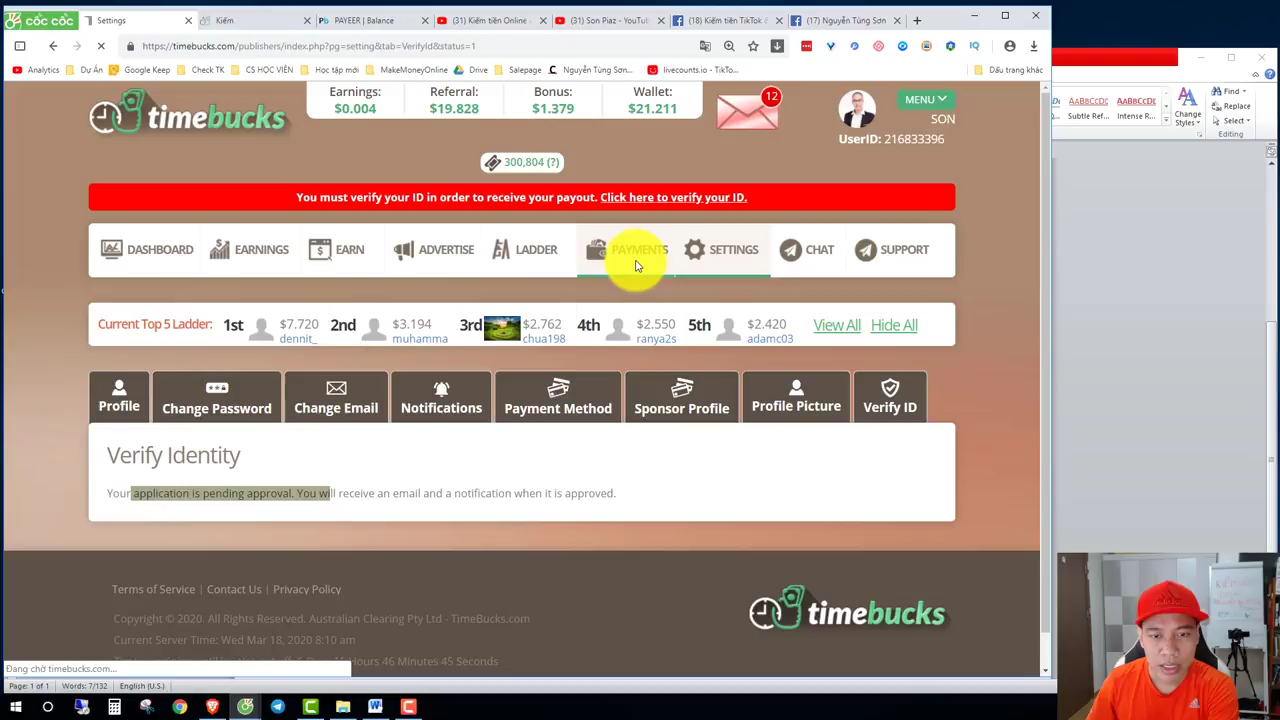 CỐC CỐC
Settings
Kiếm
PAYEER | Balance
(31) Kiếm tiền Online
(31) Son Piaz - YouTub
(18) Kiếm tiền TikTok
(17) Nguyễn Tùng Sơn
https://timebucks.com/publishers/index.php?pg=setting&tab=VerifyId&status=1
Analytics
Dự Án
Google Keep
Check TK
CS HỌC VIÊN
Học tập mới
MakeMoneyOnline
Drive
Salepage
Nguyễn Tùng Sơn...
livecounts.io - TikTo...
Dấu trang khác
timebucks
Earnings: Referral: Bonus: Wallet:
$0.004 $19.828 $1.379 $21.211
12
MENU
SON
UserID: 216833396
300,804 (?)
You must verify your ID in order to receive your payout. Click here to verify your ID.
DASHBOARD EARNINGS EARN ADVERTISE LADDER PAYMENTS SETTINGS CHAT SUPPORT
Current Top 5 Ladder: 1st $7.720 2nd $3.194 3rd $2.762 4th $2.550 5th $2.420 View All Hide All
dennit_ muhamma chua198 ranya2s adamc03
Profile Change Password Change Email Notifications Payment Method Sponsor Profile Profile Picture Verify ID
Verify Identity
Your application is pending approval. You will receive an email and a notification when it is approved.
Terms of Service | Contact Us | Privacy Policy
timebucks
Copyright © 2020. All Rights Reserved. Australian Clearing Pty Ltd - TimeBucks.com
Current Server Time: Wed Mar 18, 2020 8:10 am
Hours 46 Minutes 45 Seconds
Đang chờ timebucks.com...
Page: 1 of 1 Words: 7/132 English (U.S.)
AaBbCcDc AaBbCcDc
Subtle Ref... Intense R...
Change
Styles
Find
Replace
Select
Editing